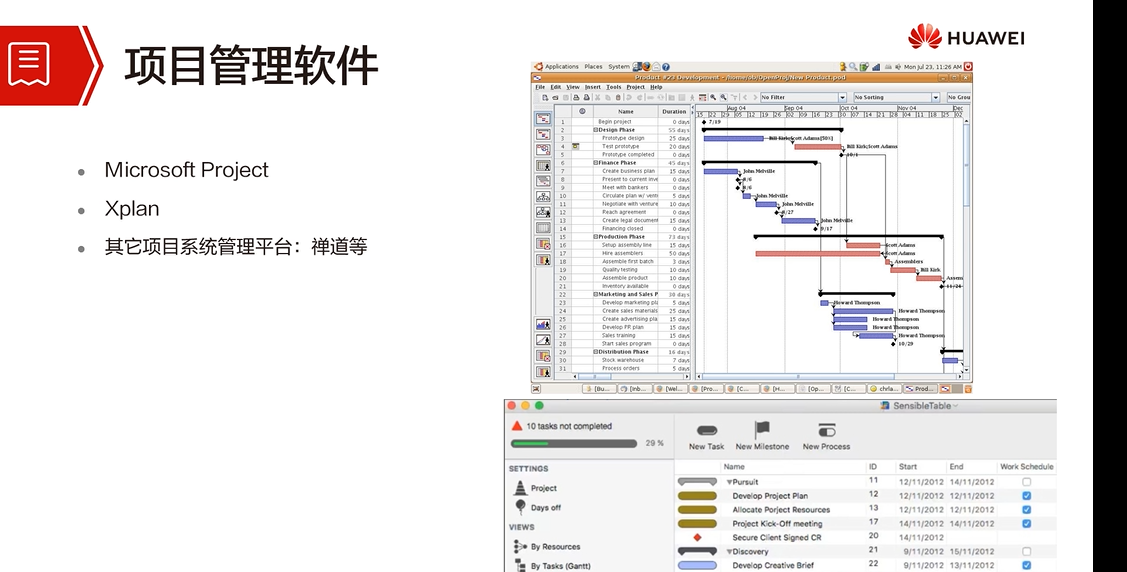 项目管理软件
HUAWEI
Microsoft Project
Xplan
其它项目系统管理平台：禅道等
Applications Places System
Mon Jul 23, 11:26 AM
Product #23 Development - /home/ob/OpenProj/New Product.pod
File Edit View Insert Tools Project Help
No Filter No Sorting No Grou
Name Duration
Aug 04 Sep 04 Oct 04 Nov 04 Dec
1 Begin project 0 days 7/19
2 Design Phase 55 days
3 Prototype design 25 days Bill Kirk;Scott Adams[50%]
4 Test prototype 20 days Bill Kirk;Scott Adams
5 Prototype completed 0 days 10/1
6 Finance Phase 45 days
7 Create business plan 15 days John Melville
8 Present to current inve 0 days 8/6
9 Meet with bankers 0 days 8/6
10 Circulate plan w/ vent 5 days John Melville
11 Negotiate with venture 10 days John Melville
12 Reach agreement 0 days 8/27
13 Create legal document 15 days John Melville
14 Financing closed 0 days 9/17
15 Production Phase 72 days
16 Setup assembly line 15 days Scott Adams
17 Hire assemblers 50 days Scott Adams
18 Assemble first batch 3 days Assemblers
19 Quality testing 10 days Bill Kirk
20 Assemble product 10 days Assem
21 Inventory available 0 days 11/24
22 Marketing and Sales P 30 days
23 Develop marketing pl 5 days Howard Thompson
24 Create sales materials 25 days Howard Thompson
25 Create advertising pla 15 days Howard Thompson
26 Develop PR plan 15 days Howard Thompson
27 Sales training 15 days Howard Thompson
28 Start sales program 0 days 10/29
29 Distribution Phase 16 days
30 Stock warehouse 7 days
31 Process orders 5 days
[Bu... [Inb... [Wel... [Pro... [C... [H... [Op... [C... chrla... Prod...
SensibleTable
10 tasks not completed
29 %
New Task New Milestone New Process
SETTINGS
Project
Days off
VIEWS
By Resources
By Tasks (Gantt)
Name ID Start End Work Schedule
Pursuit 11 12/11/2012 14/11/2012
Develop Project Plan 12 12/11/2012 12/11/2012
Allocate Porject Resources 13 12/11/2012 12/11/2012
Project Kick-Off meeting 17 14/11/2012 14/11/2012
Secure Client Signed CR 20 14/11/2012
Discovery 21 9/11/2012 15/11/2012
Develop Creative Brief 22 9/11/2012 13/11/2012